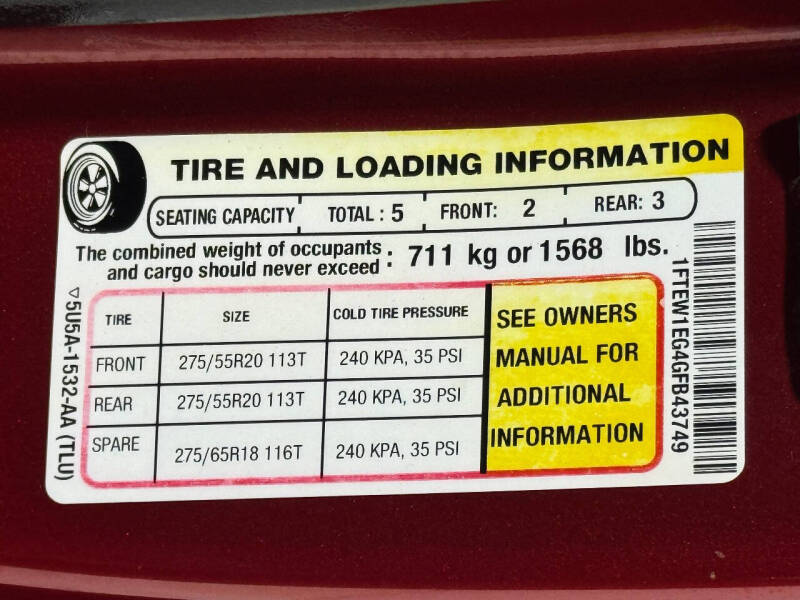 TIRE AND LOADING INFORMATION
SEATING CAPACITY TOTAL : 5 FRONT: 2 REAR: 3
The combined weight of occupants
and cargo should never exceed : 711 kg or 1568 lbs.
TIRE SIZE COLD TIRE PRESSURE
FRONT 275/55R20 113T 240 KPA, 35 PSI
REAR 275/55R20 113T 240 KPA, 35 PSI
SPARE 275/65R18 116T 240 KPA, 35 PSI
SEE OWNERS
MANUAL FOR
ADDITIONAL
INFORMATION
5U5A-1532-AA (TLU)
1FTEW1EG4GFB43749